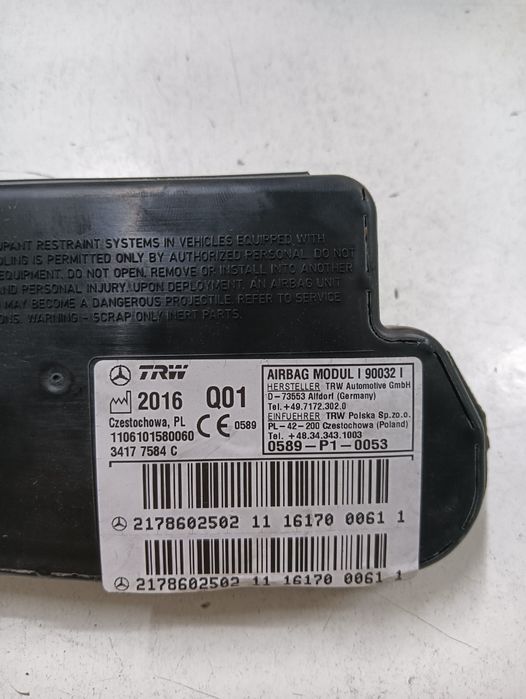 UPANT RESTRAINT SYSTEMS IN VEHICLES EQUIPPED WITH
DLING IS PERMITTED ONLY BY AUTHORIZED PERSONAL. DO NOT
EQUIPMENT. DO NOT OPEN, REMOVE OR INSTALL INTO ANOTHER
AND PERSONAL INJURY. UPON DEPLOYMENT, AN AIRBAG UNIT
MAY BECOME A DANGEROUS PROJECTILE. REFER TO SERVICE
ONS. WARNING - SCRAP ONLY INERT PARTS.
TRW
2016 Q01
Czestochowa, PL
CE 0589
1106101580060
3417 7584 C
AIRBAG MODUL I 90032 I
HERSTELLER TRW Automotive GmbH
D-73553 Alfdorf (Germany)
Tel.+49.7172.302.0
EINFUEHRER TRW Polska Sp.zo.o.
PL-42-200 Czestochowa (Poland)
Tel. +48.34.343.1003
0589-P1-0053
2178602502 11 16170 0061 1
2178602502 11 16170 0061 1